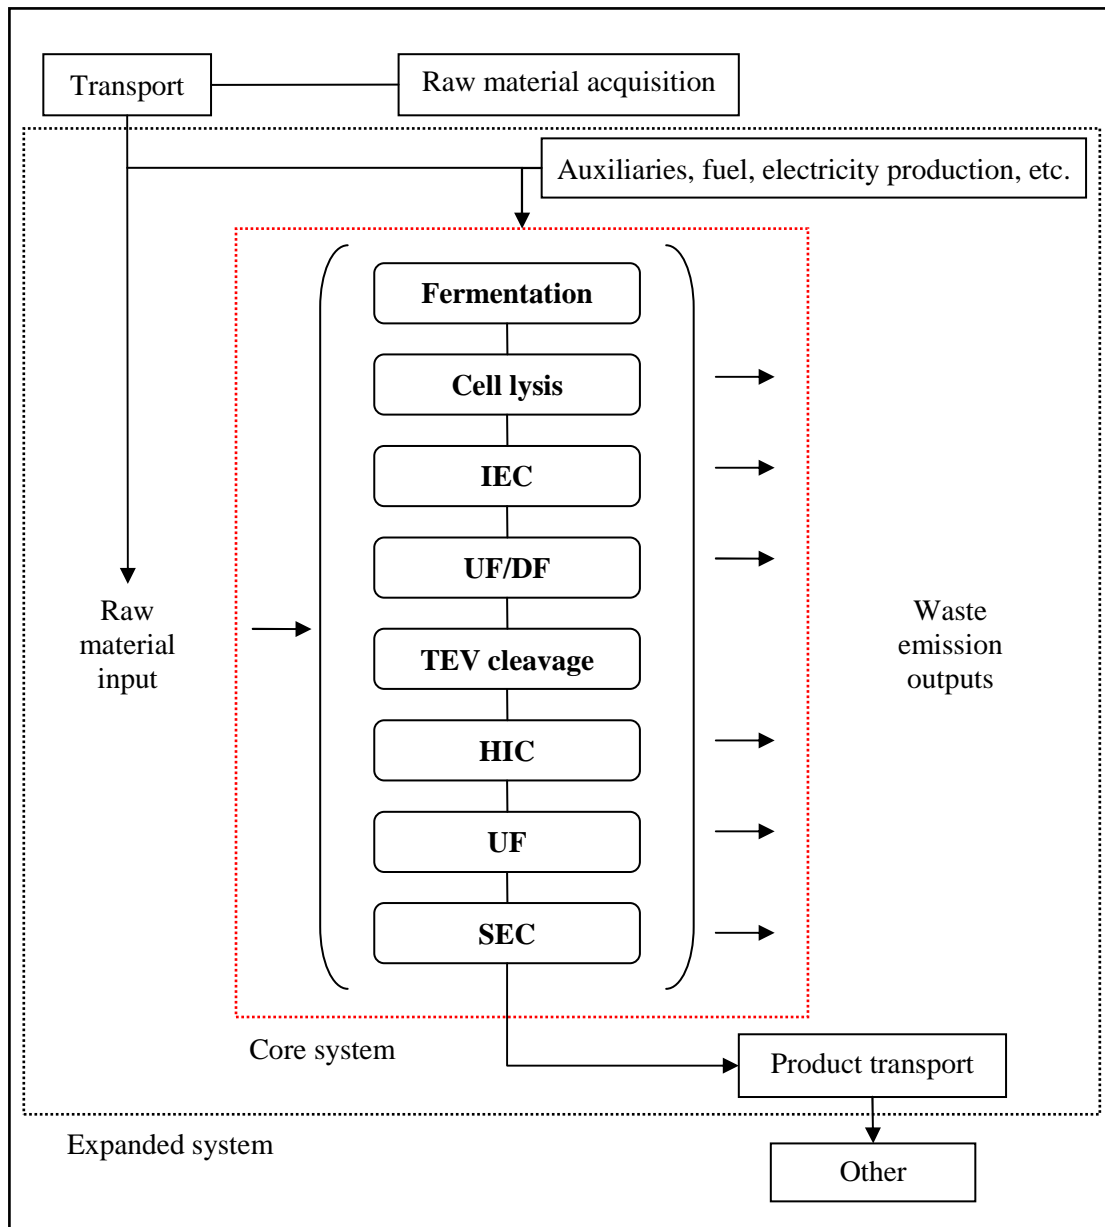 Transport
Raw material acquisition
Auxiliaries, fuel, electricity production, etc.
Fermentation
Cell lysis
IEC
UF/DF
TEV cleavage
HIC
UF
SEC
Raw
material
input
Waste
emission
outputs
Core system
Product transport
Expanded system
Other